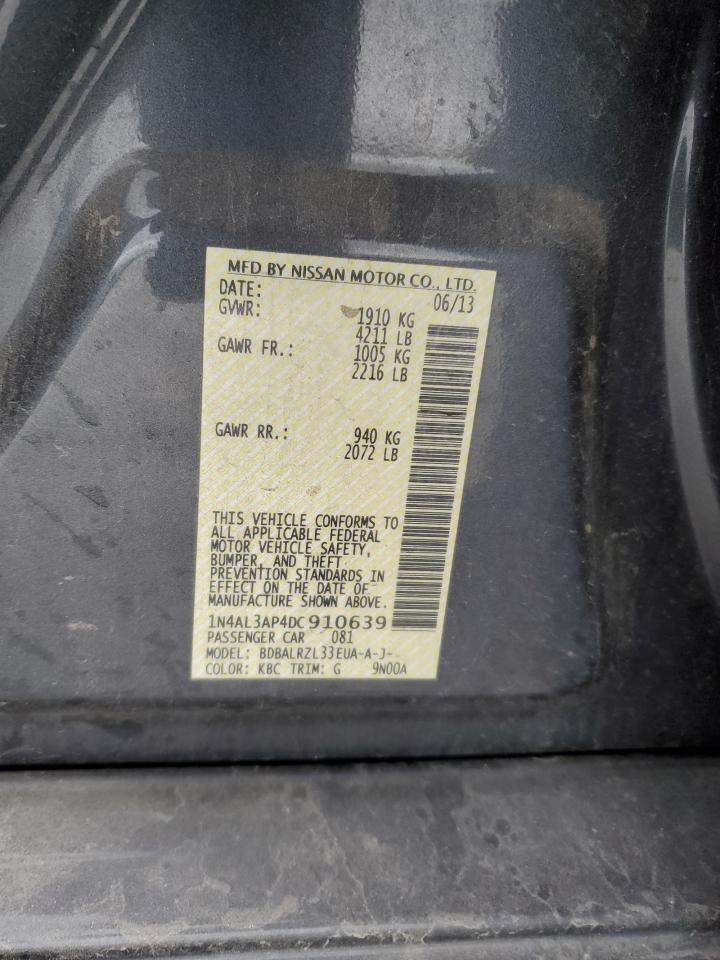 MFD BY NISSAN MOTOR CO., LTD.
DATE: 06/13
GVWR: 1910 KG
4211 LB
GAWR FR.: 1005 KG
2216 LB
GAWR RR.: 940 KG
2072 LB
THIS VEHICLE CONFORMS TO
ALL APPLICABLE FEDERAL
MOTOR VEHICLE SAFETY,
BUMPER, AND THEFT
PREVENTION STANDARDS IN
EFFECT ON THE DATE OF
MANUFACTURE SHOWN ABOVE.
1N4AL3AP4DC910639
PASSENGER CAR 081
MODEL: BDBALRZL33EUA-A-J-
COLOR: KBC TRIM: G 9N00A